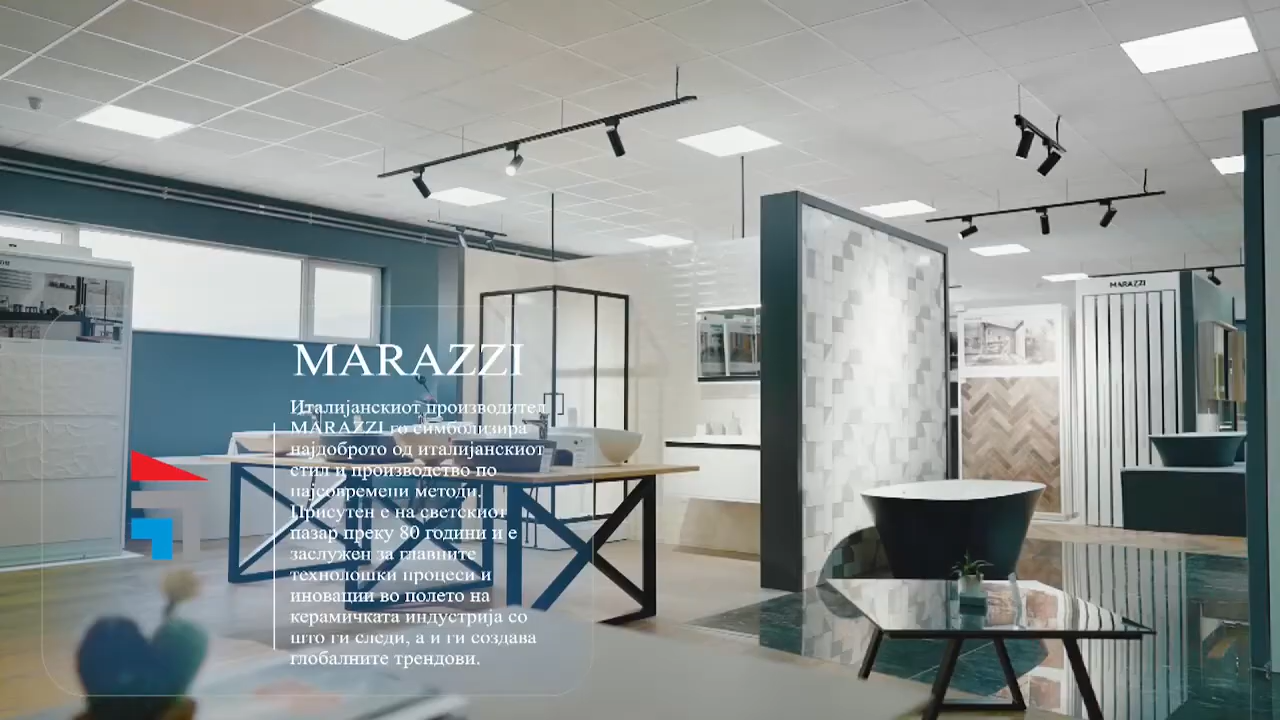 MARAZZI
MARAZZI
Италијанскиот производител
MARAZZI го симболизира
најдоброто од италијанскиот
стил и производство по
најсовремени методи.
Присутен е на светскиот
пазар преку 80 години и е
заслужен за главните
технолошки процеси и
иновации во полето на
керамичката индустрија со
што ги следи, а и ги создава
глобалните трендови.